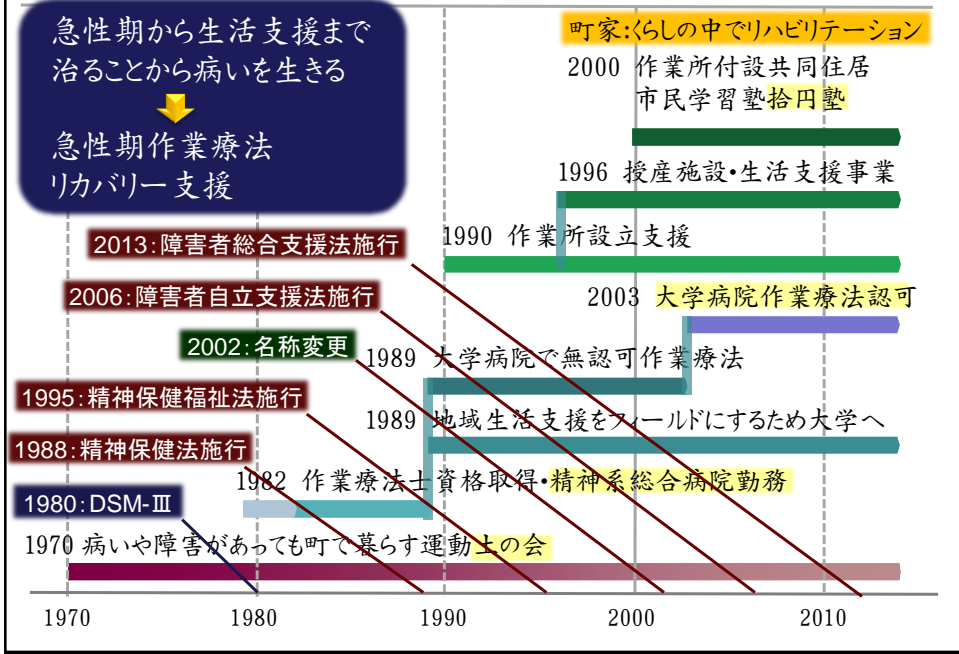 急性期から生活支援まで
治ることから病いを生きる
急性期作業療法
リカバリー支援
町家:くらしの中でリハビリテーション
2000 作業所付設共同住居
市民学習塾拾円塾
1996 授産施設・生活支援事業
1990 作業所設立支援
2013:障害者総合支援法施行
2006:障害者自立支援法施行
2003 大学病院作業療法認可
2002:名称変更
1989 大学病院で無認可作業療法
1995:精神保健福祉法施行
1989 地域生活支援をフィールドにするため大学へ
1988:精神保健法施行
1982 作業療法士資格取得・精神系総合病院勤務
1980:DSM-Ⅲ
1970 病いや障害があっても町で暮らす運動土の会
1970 1980 1990 2000 2010